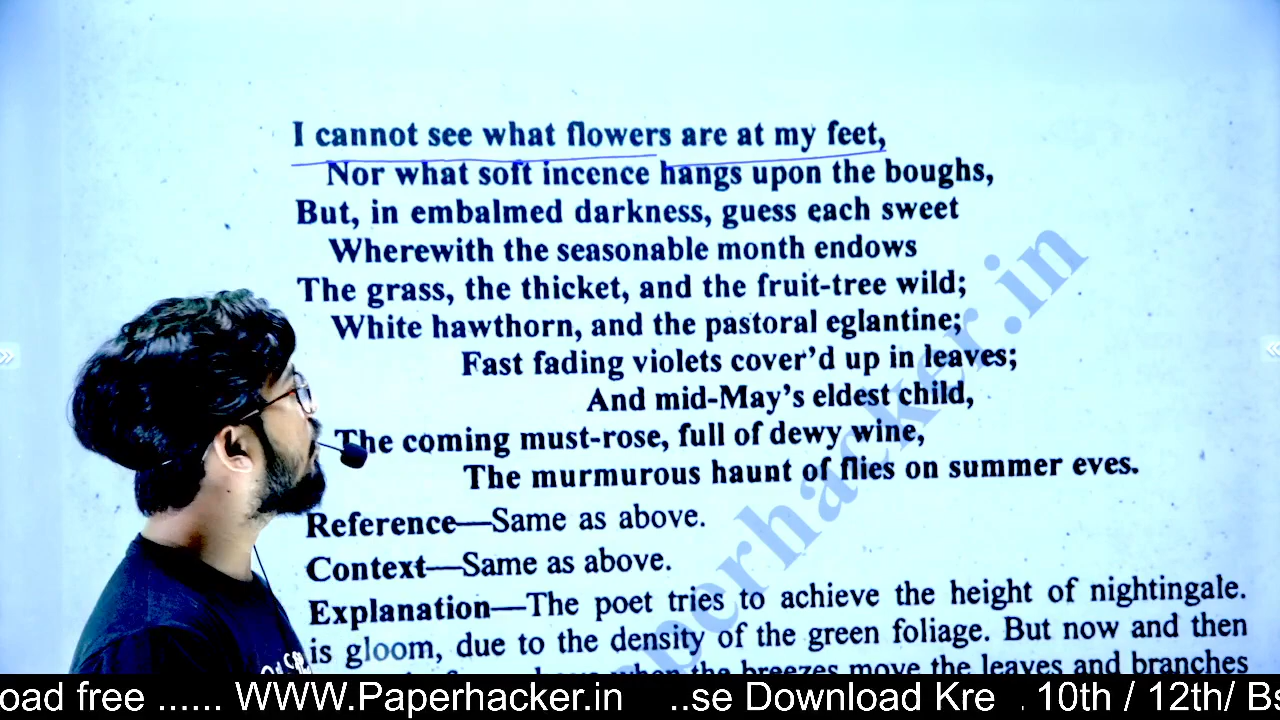 I cannot see what flowers are at my feet,
Nor what soft incence hangs upon the boughs,
But, in embalmed darkness, guess each sweet
Wherewith the seasonable month endows
The grass, the thicket, and the fruit-tree wild;
White hawthorn, and the pastoral eglantine;
Fast fading violets cover'd up in leaves;
And mid-May's eldest child,
The coming must-rose, full of dewy wine,
The murmurous haunt of flies on summer eves.
Reference—Same as above.
Context—Same as above.
Explanation—The poet tries to achieve the height of nightingale.
is gloom, due to the density of the green foliage. But now and then
when the breezes move the leaves and branches
paperhacker.in
oad free ...... WWW.Paperhacker.in ..se Download Kre . 10th / 12th/ Bs